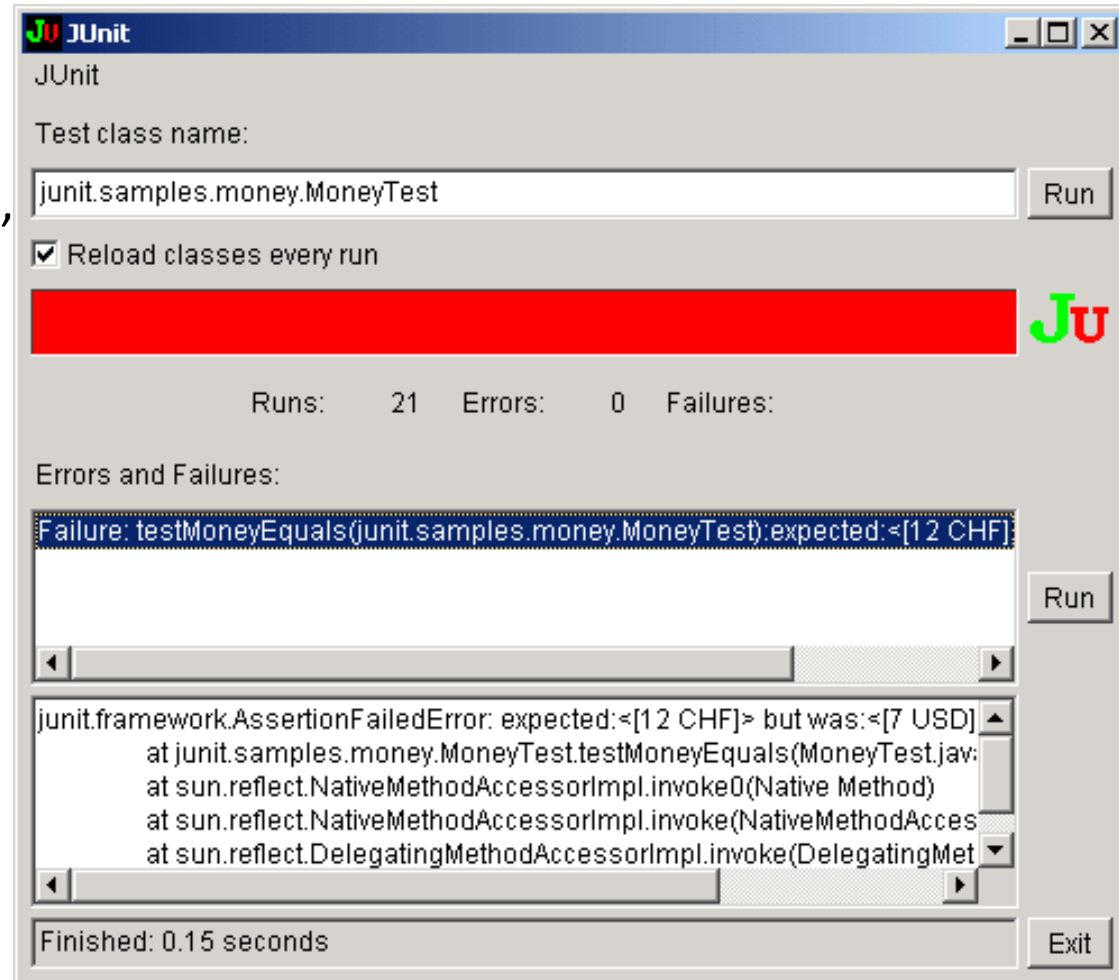 JU JUnit
JUnit
Test class name:
junit.samples.money.MoneyTest Run
,
Reload classes every run
JU
Runs: 21 Errors: 0 Failures:
Errors and Failures:
Failure: testMoneyEquals(junit.samples.money.MoneyTest):expected:<[12 CHF]
Run
junit.framework.AssertionFailedError: expected:<[12 CHF]> but was:<[7 USD]
at junit.samples.money.MoneyTest.testMoneyEquals(MoneyTest.java
at sun.reflect.NativeMethodAccessorImpl.invoke0(Native Method)
at sun.reflect.NativeMethodAccessorImpl.invoke(NativeMethodAcces
at sun.reflect.DelegatingMethodAccessorImpl.invoke(DelegatingMet
Finished: 0.15 seconds Exit